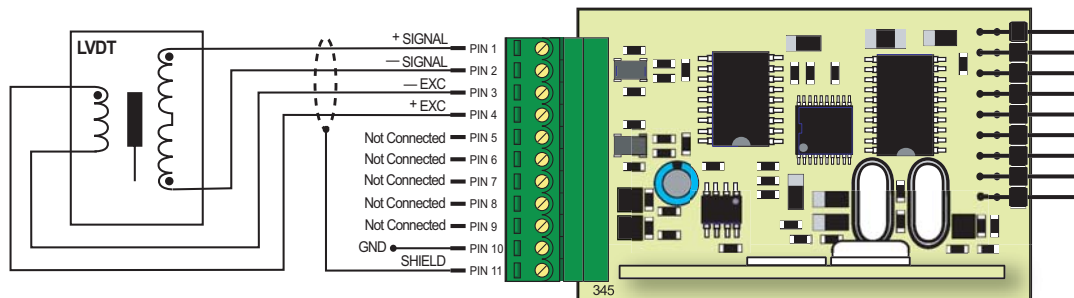 LVDT
+ SIGNAL PIN 1
— SIGNAL PIN 2
— EXC PIN 3
+ EXC PIN 4
Not Connected PIN 5
Not Connected PIN 6
Not Connected PIN 7
Not Connected PIN 8
Not Connected PIN 9
GND PIN 10
SHIELD PIN 11
345